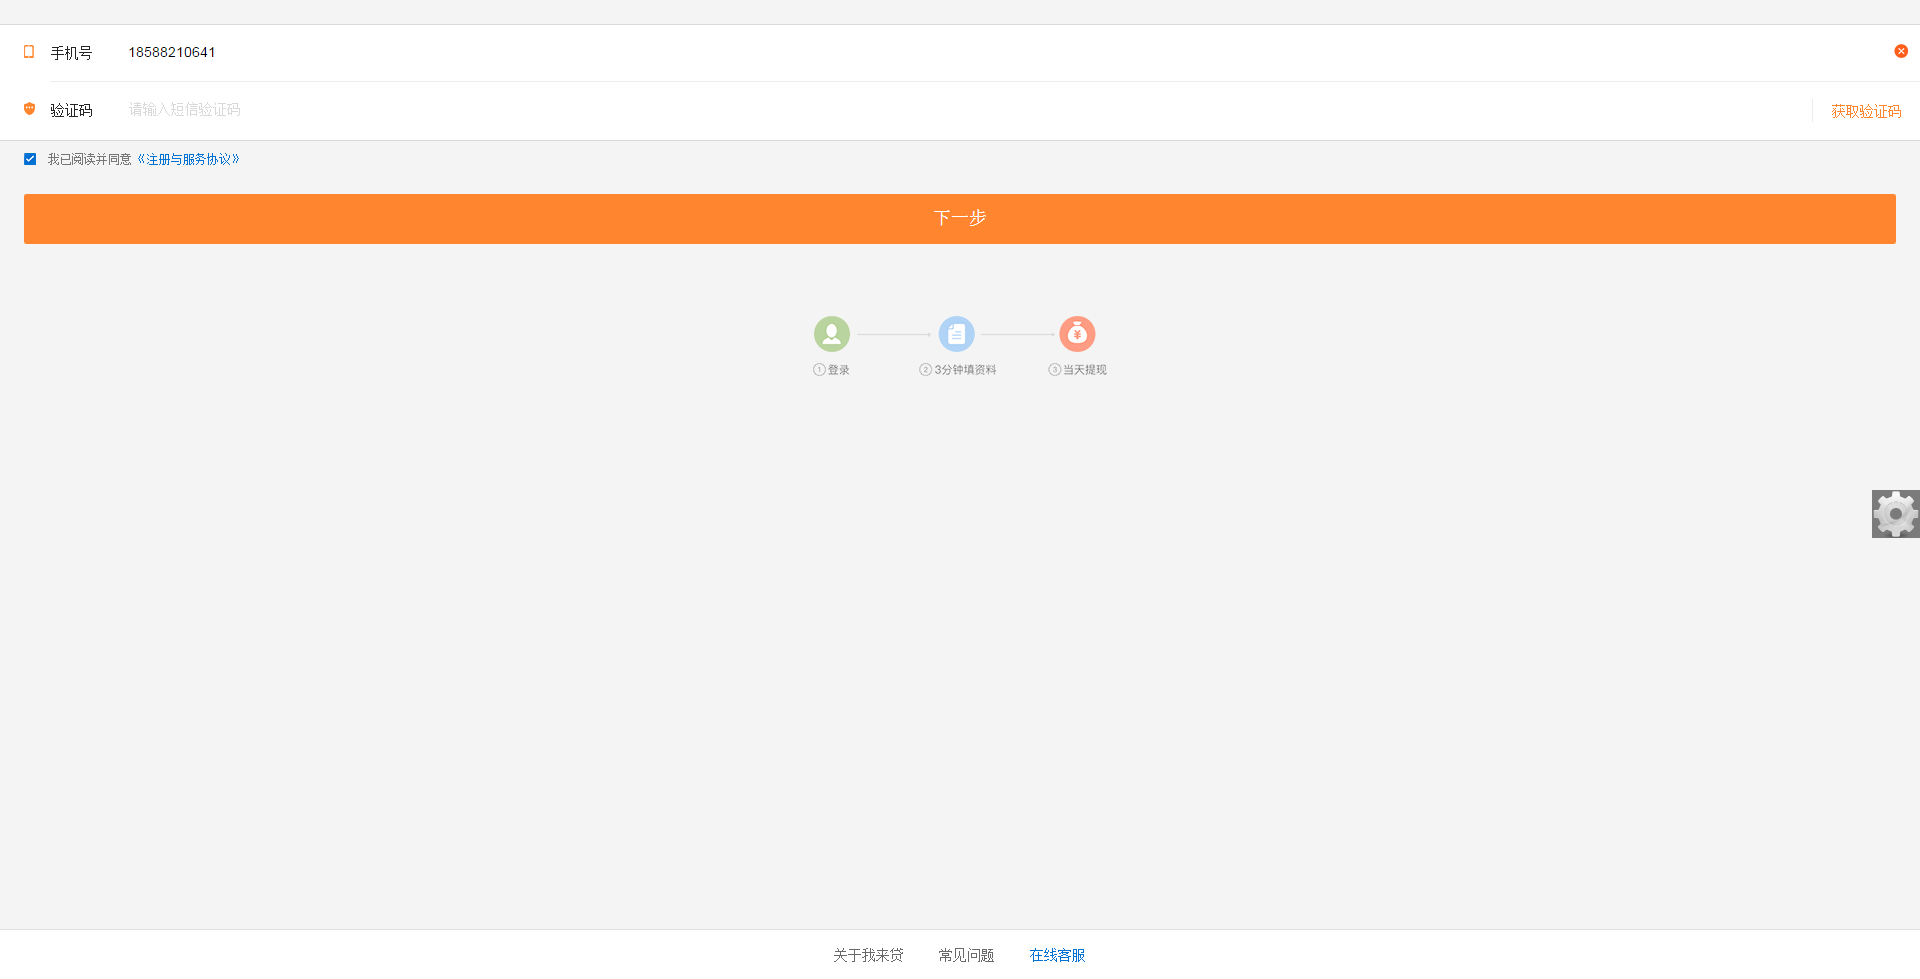 手机号 18588210641
验证码 请输入短信验证码 获取验证码
我已阅读并同意《注册与服务协议》
下一步
①登录 ②3分钟填资料 ③当天提现
关于我来贷 常见问题 在线客服